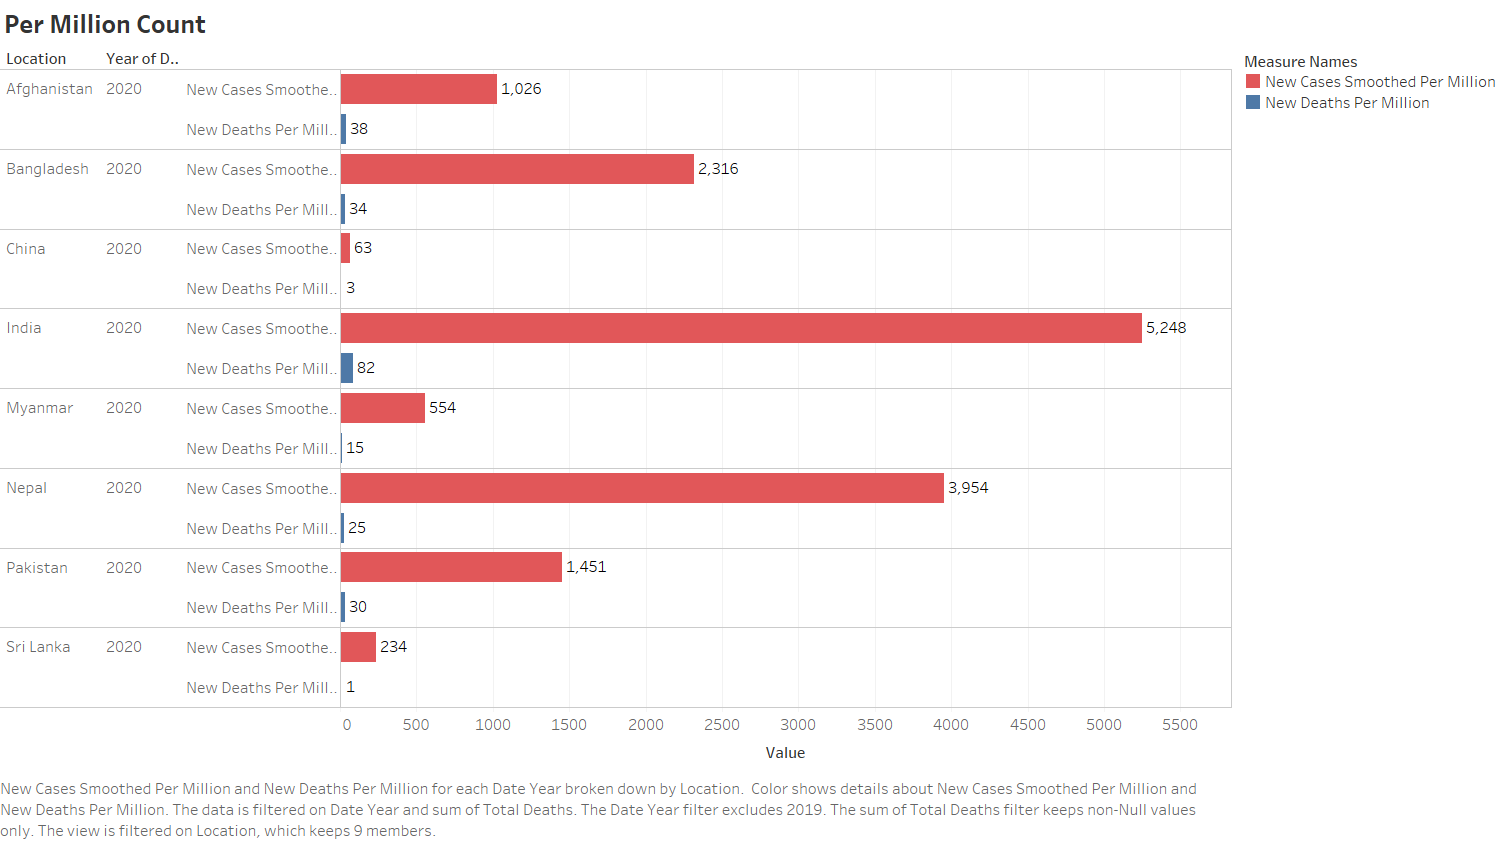 Per Million Count
Location Year of D..
Measure Names
New Cases Smoothed Per Million
New Deaths Per Million
Afghanistan 2020 New Cases Smoothe.. 1,026
New Deaths Per Mill.. 38
Bangladesh 2020 New Cases Smoothe.. 2,316
New Deaths Per Mill.. 34
China 2020 New Cases Smoothe.. 63
New Deaths Per Mill.. 3
India 2020 New Cases Smoothe.. 5,248
New Deaths Per Mill.. 82
Myanmar 2020 New Cases Smoothe.. 554
New Deaths Per Mill.. 15
Nepal 2020 New Cases Smoothe.. 3,954
New Deaths Per Mill.. 25
Pakistan 2020 New Cases Smoothe.. 1,451
New Deaths Per Mill.. 30
Sri Lanka 2020 New Cases Smoothe.. 234
New Deaths Per Mill.. 1
0 500 1000 1500 2000 2500 3000 3500 4000 4500 5000 5500
Value
New Cases Smoothed Per Million and New Deaths Per Million for each Date Year broken down by Location.  Color shows details about New Cases Smoothed Per Million and
New Deaths Per Million. The data is filtered on Date Year and sum of Total Deaths. The Date Year filter excludes 2019. The sum of Total Deaths filter keeps non-Null values
only. The view is filtered on Location, which keeps 9 members.